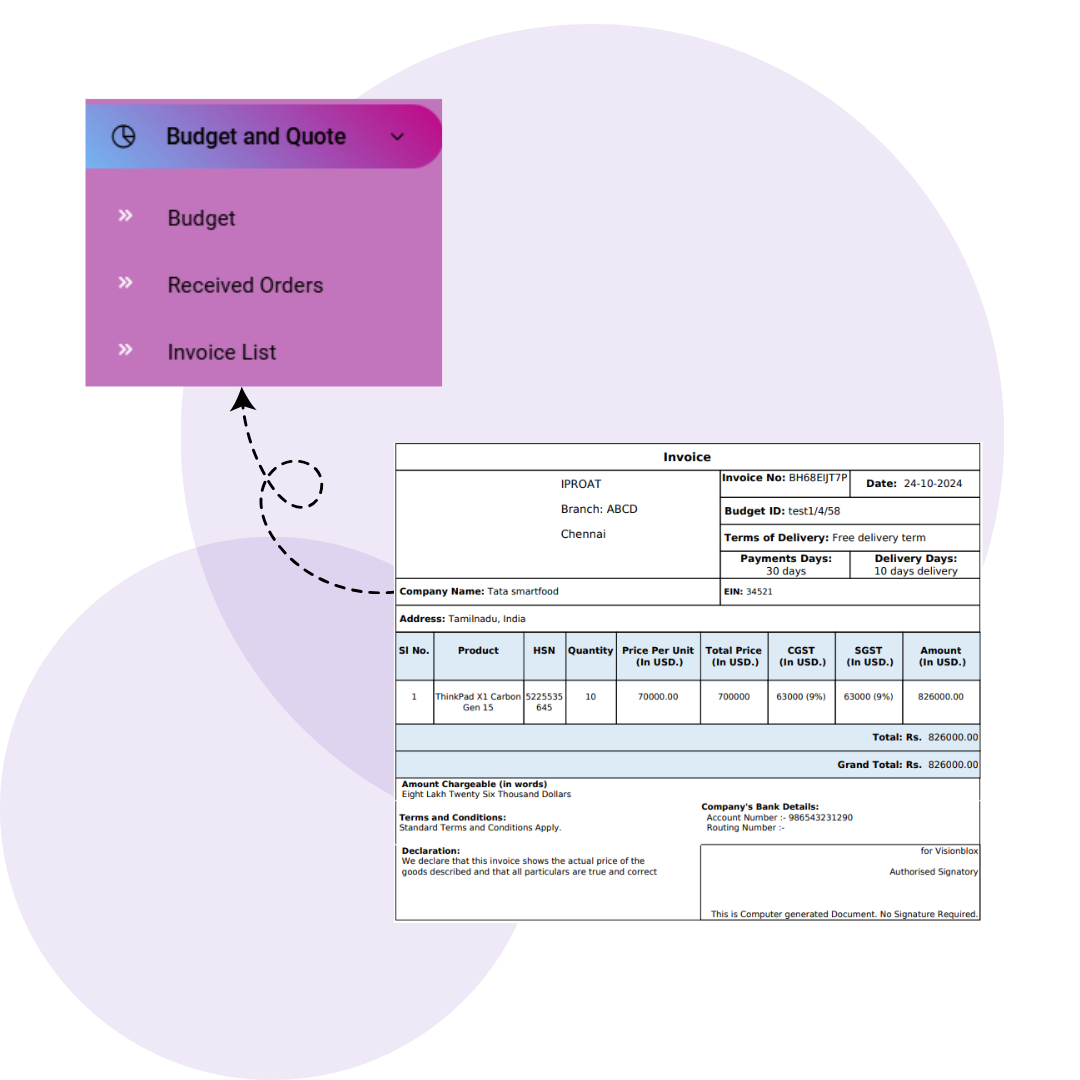 Budget and Quote
Budget
Received Orders
Invoice List
Invoice
IPROAT
Branch: ABCD
Chennai
Invoice No: BH68EIJT7P
Date: 24-10-2024
Budget ID: test1/4/58
Terms of Delivery: Free delivery term
Payments Days:
30 days
Delivery Days:
10 days delivery
Company Name: Tata smartfood
EIN: 34521
Address: Tamilnadu, India
Sl No. Product HSN Quantity Price Per Unit (In USD.) Total Price (In USD.) CGST (In USD.) SGST (In USD.) Amount (In USD.)
1 ThinkPad X1 Carbon Gen 15 5225535645 10 70000.00 700000 63000 (9%) 63000 (9%) 826000.00
Total: Rs. 826000.00
Grand Total: Rs. 826000.00
Amount Chargeable (in words)
Eight Lakh Twenty Six Thousand Dollars
Terms and Conditions:
Standard Terms and Conditions Apply.
Company's Bank Details:
Account Number :- 986543231290
Routing Number :-
Declaration:
We declare that this invoice shows the actual price of the
goods described and that all particulars are true and correct
for Visionblox
Authorised Signatory
This is Computer generated Document. No Signature Required.